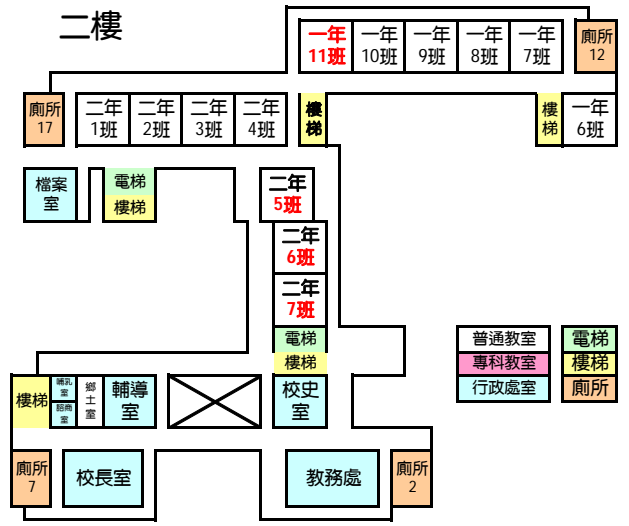 二樓
一年
11班
一年
10班
一年
9班
一年
8班
一年
7班
廁所
12
廁所
17
二年
1班
二年
2班
二年
3班
二年
4班
樓
梯
樓
梯
一年
6班
檔案
室
電梯
樓梯
二年
5班
二年
6班
二年
7班
電梯
樓梯
普通教室
電梯
專科教室
樓梯
行政處室
廁所
樓梯
哺乳
室
諮商
室
鄉
土
室
輔導
室
校史
室
廁所
7
校長室
教務處
廁所
2